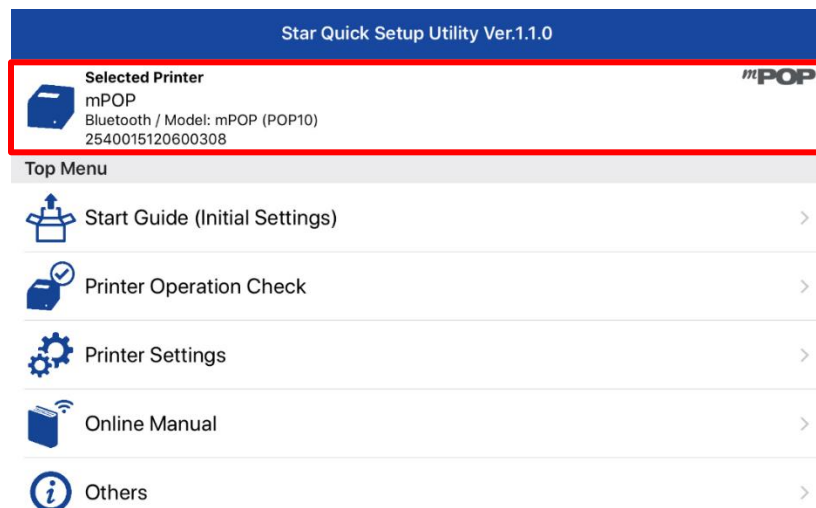 Star Quick Setup Utility Ver.1.1.0
Selected Printer
mPOP
mPOP
Bluetooth / Model: mPOP (POP10)
2540015120600308
Top Menu
Start Guide (Initial Settings)
Printer Operation Check
Printer Settings
Online Manual
i Others